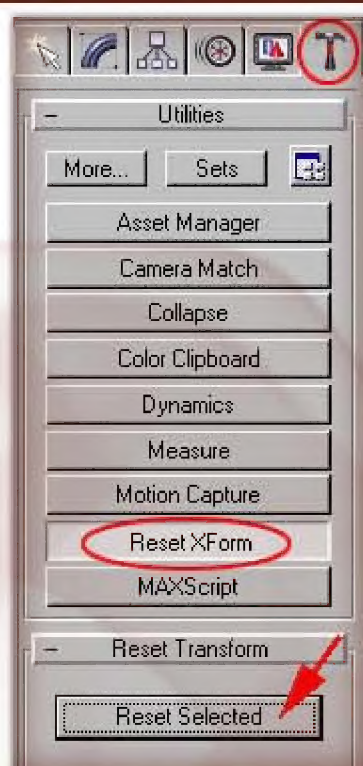 - Utilities
More... Sets
Asset Manager
Camera Match
Collapse
Color Clipboard
Dynamics
Measure
Motion Capture
Reset XForm
MAXScript
- Reset Transform
Reset Selected